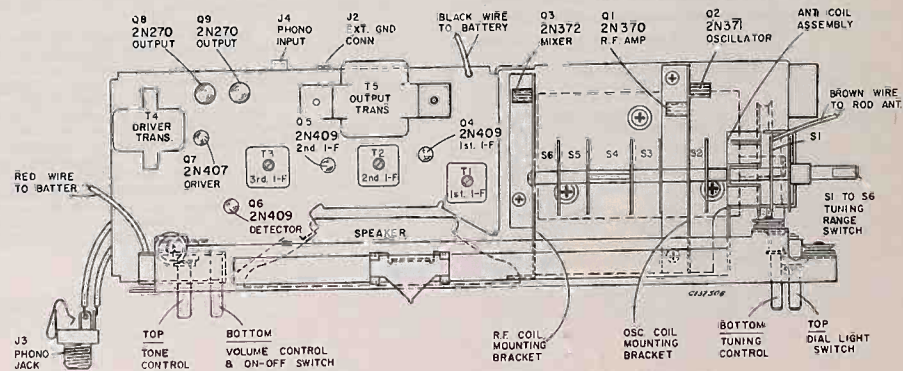 Q8
2N270
OUTPUT
Q9
2N270
OUTPUT
J4
PHONO
INPUT
J2
EXT. GND
CONN
BLACK WIRE
TO BATTERY
Q3
2N372
MIXER
Q1
2N370
R.F AMP
Q2
2N371
OSCILLATOR
ANT. COIL
ASSEMBLY
BROWN WIRE
TO ROD ANT.
T4
DRIVER
TRANS.
T5
OUTPUT
TRANS
Q5
2N409
2nd. I-F
Q4
2N409
1st. I-F
Q7
2N407
DRIVER
T3
3rd. I-F
T2
2nd. I-F
T1
1st. I-F
S6
S5
S4
S3
S2
S1
RED WIRE
TO BATTER
Q6
2N409
DETECTOR
SPEAKER
S1 TO S6
TUNING
RANGE
SWITCH
C137506
J3
PHONO
JACK
TOP
TONE
CONTROL
BOTTOM
VOLUME CONTROL
& ON-OFF SWITCH
R.F. COIL
MOUNTING
BRACKET
OSC. COIL
MOUNTING
BRACKET
BOTTOM
TUNING
CONTROL
TOP
DIAL LIGHT
SWITCH